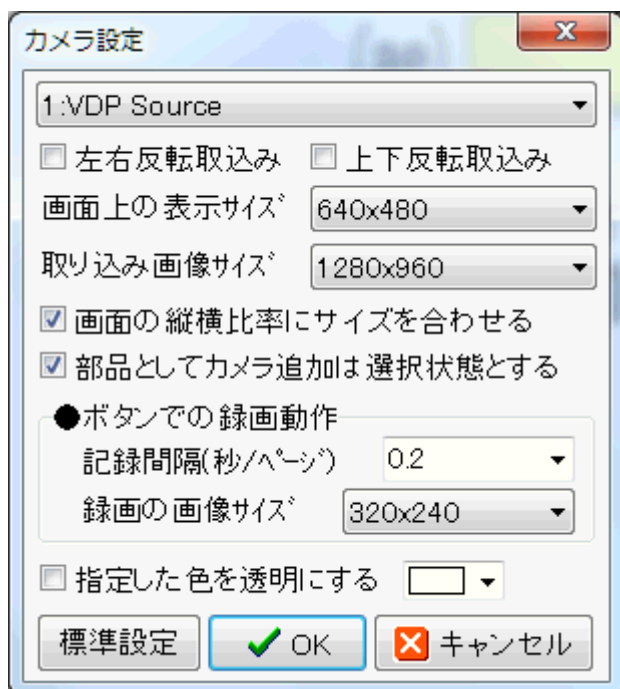 カメラ設定
1:VDP Source
左右反転取込み 上下反転取込み
画面上の表示ｻｲｽﾞ 640x480
取り込み画像ｻｲｽﾞ 1280x960
画面の縦横比率にサイズを合わせる
部品としてカメラ追加は選択状態とする
●ボタンでの録画動作
記録間隔(秒/ﾍﾟｰｼﾞ) 0.2
録画の画像ｻｲｽﾞ 320x240
指定した色を透明にする
標準設定 OK キャンセル